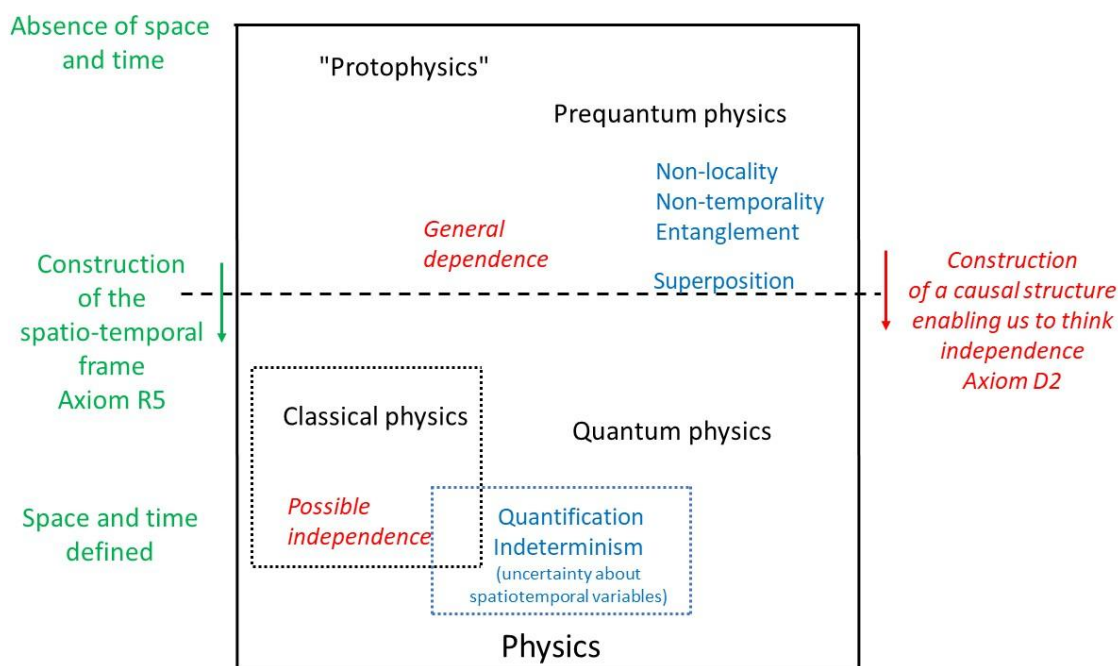 Absence of space
and time
"Protophysics"
Prequantum physics
Non-locality
Non-temporality
Entanglement
General
dependence
Superposition
Construction
of the
spatio-temporal
frame
Axiom R5
Construction
of a causal structure
enabling us to think
independence
Axiom D2
Classical physics
Quantum physics
Possible
independence
Space and time
defined
Quantification
Indeterminism
(uncertainty about
spatiotemporal variables)
Physics